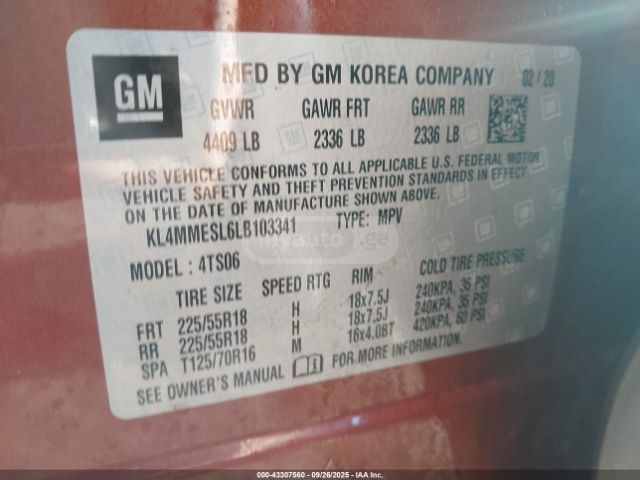 GM
MFD BY GM KOREA COMPANY 02/20
GVWR GAWR FRT GAWR RR
4409 LB 2336 LB 2336 LB
THIS VEHICLE CONFORMS TO ALL APPLICABLE U.S. FEDERAL MOTOR
VEHICLE SAFETY AND THEFT PREVENTION STANDARDS IN EFFECT
ON THE DATE OF MANUFACTURE SHOWN ABOVE.
KL4MMESL6LB103341 TYPE: MPV
myauto.ge
MODEL: 4TS06
TIRE SIZE SPEED RTG RIM COLD TIRE PRESSURE
FRT 225/55R18 H 18x7.5J 240KPA, 35 PSI
RR 225/55R18 H 18x7.5J 240KPA, 35 PSI
SPA T125/70R16 M 16x4.0BT 420KPA, 60 PSI
SEE OWNER'S MANUAL FOR MORE INFORMATION.
000-43307560 | 09/26/2025 - IAA Inc.